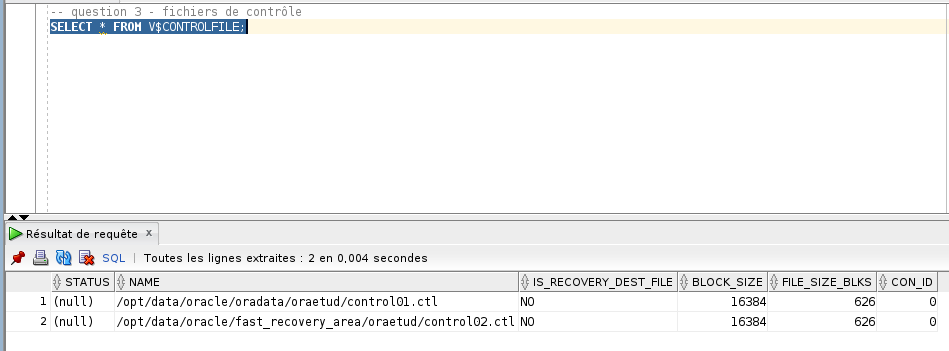 -- question 3 - fichiers de contrôle
SELECT * FROM V$CONTROLFILE;
Résultat de requête x
SQL | Toutes les lignes extraites : 2 en 0,004 secondes
STATUS NAME IS_RECOVERY_DEST_FILE BLOCK_SIZE FILE_SIZE_BLKS CON_ID
1 (null) /opt/data/oracle/oradata/oraetud/control01.ctl NO 16384 626 0
2 (null) /opt/data/oracle/fast_recovery_area/oraetud/control02.ctl NO 16384 626 0